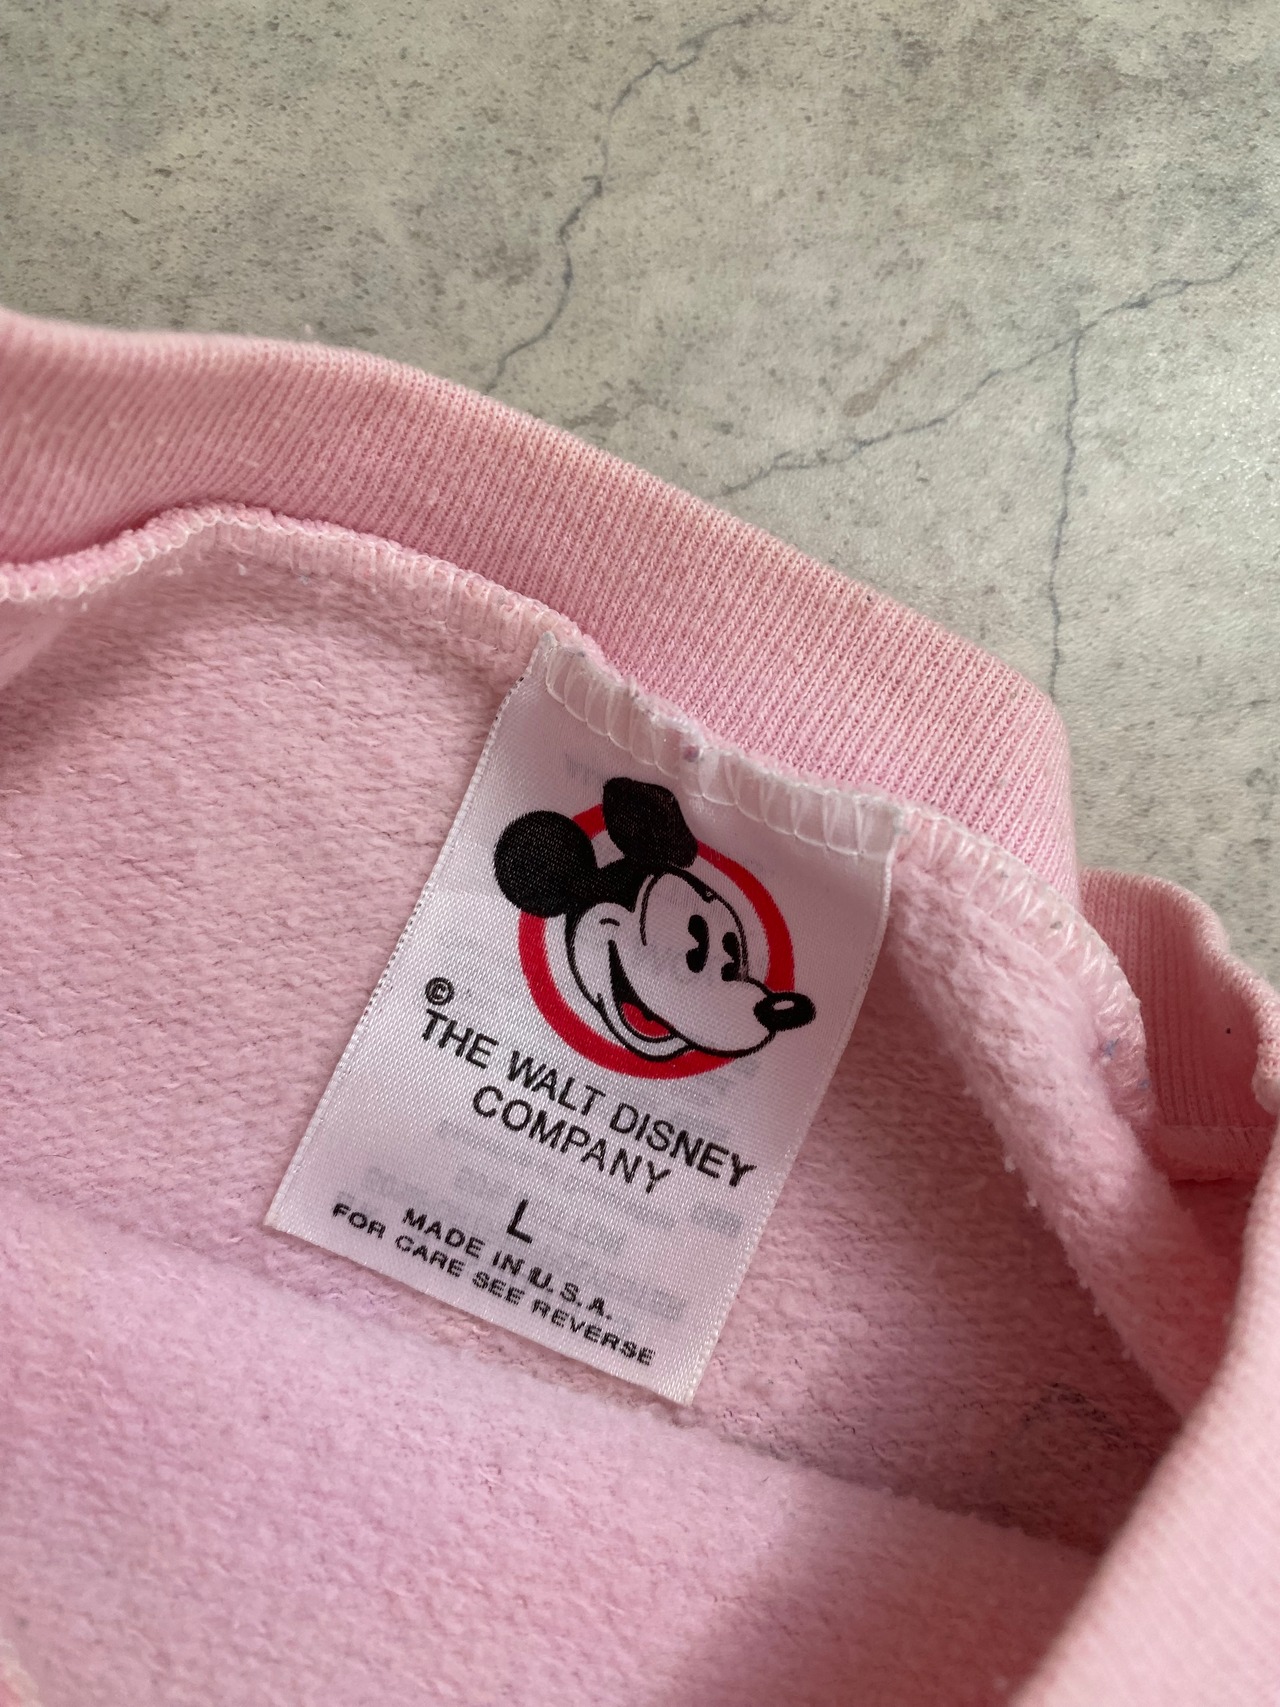 ©
THE WALT DISNEY
COMPANY
L
MADE IN U.S.A.
FOR CARE SEE REVERSE